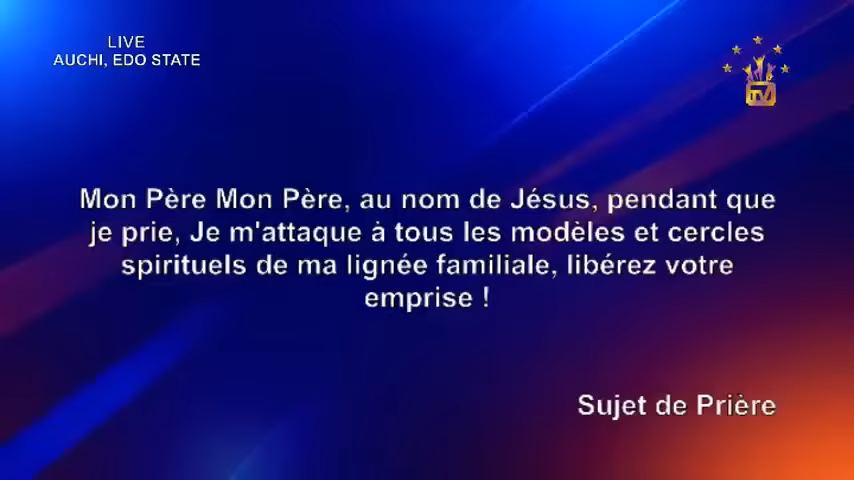 LIVE
AUCHI, EDO STATE
TV
Mon Père Mon Père, au nom de Jésus, pendant que
je prie, Je m'attaque à tous les modèles et cercles
spirituels de ma lignée familiale, libérez votre
emprise !
Sujet de Prière